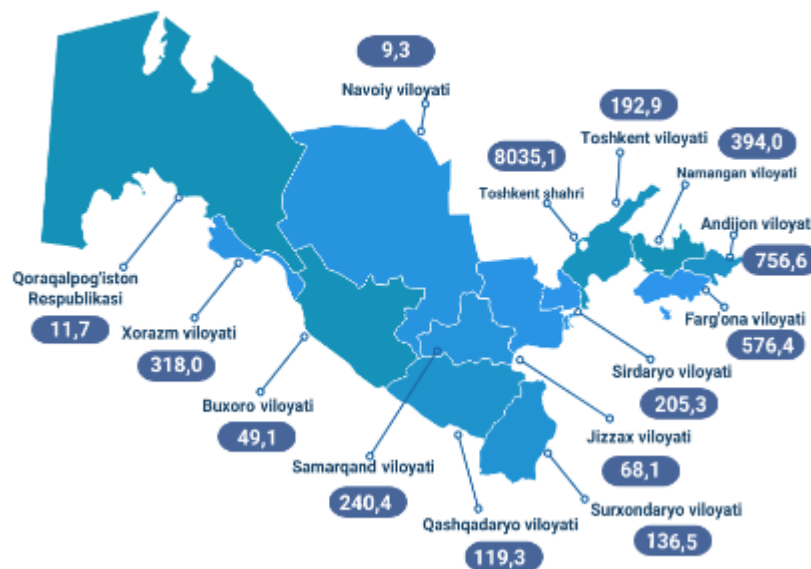 9,3
Navoiy viloyati
192,9
Toshkent viloyati
394,0
Namangan viloyati
8035,1
Toshkent shahri
Andijon viloyat
756,6
Farg'ona viloyati
576,4
Qoraqalpog'iston
Respublikasi
11,7
Xorazm viloyati
318,0
Buxoro viloyati
49,1
Samarqand viloyati
240,4
Qashqadaryo viloyati
119,3
Sirdaryo viloyati
205,3
Jizzax viloyati
68,1
Surxondaryo viloyati
136,5